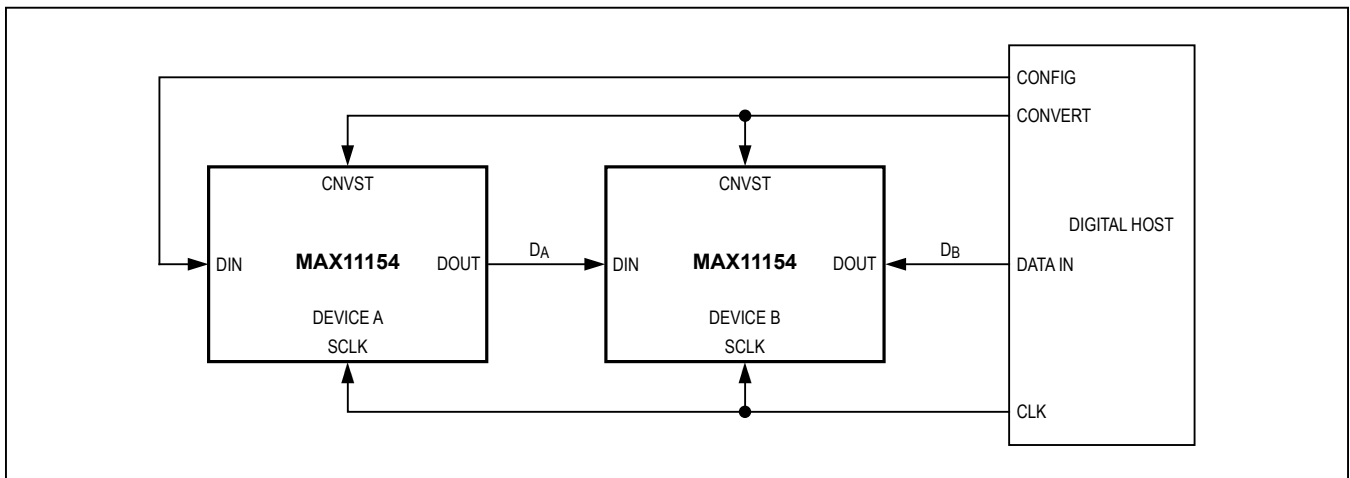 CONFIG
CONVERT
CNVST
CNVST
DIGITAL HOST
DIN
MAX11154
DOUT
DA
DIN
MAX11154
DOUT
DB
DATA IN
DEVICE A
DEVICE B
SCLK
SCLK
CLK